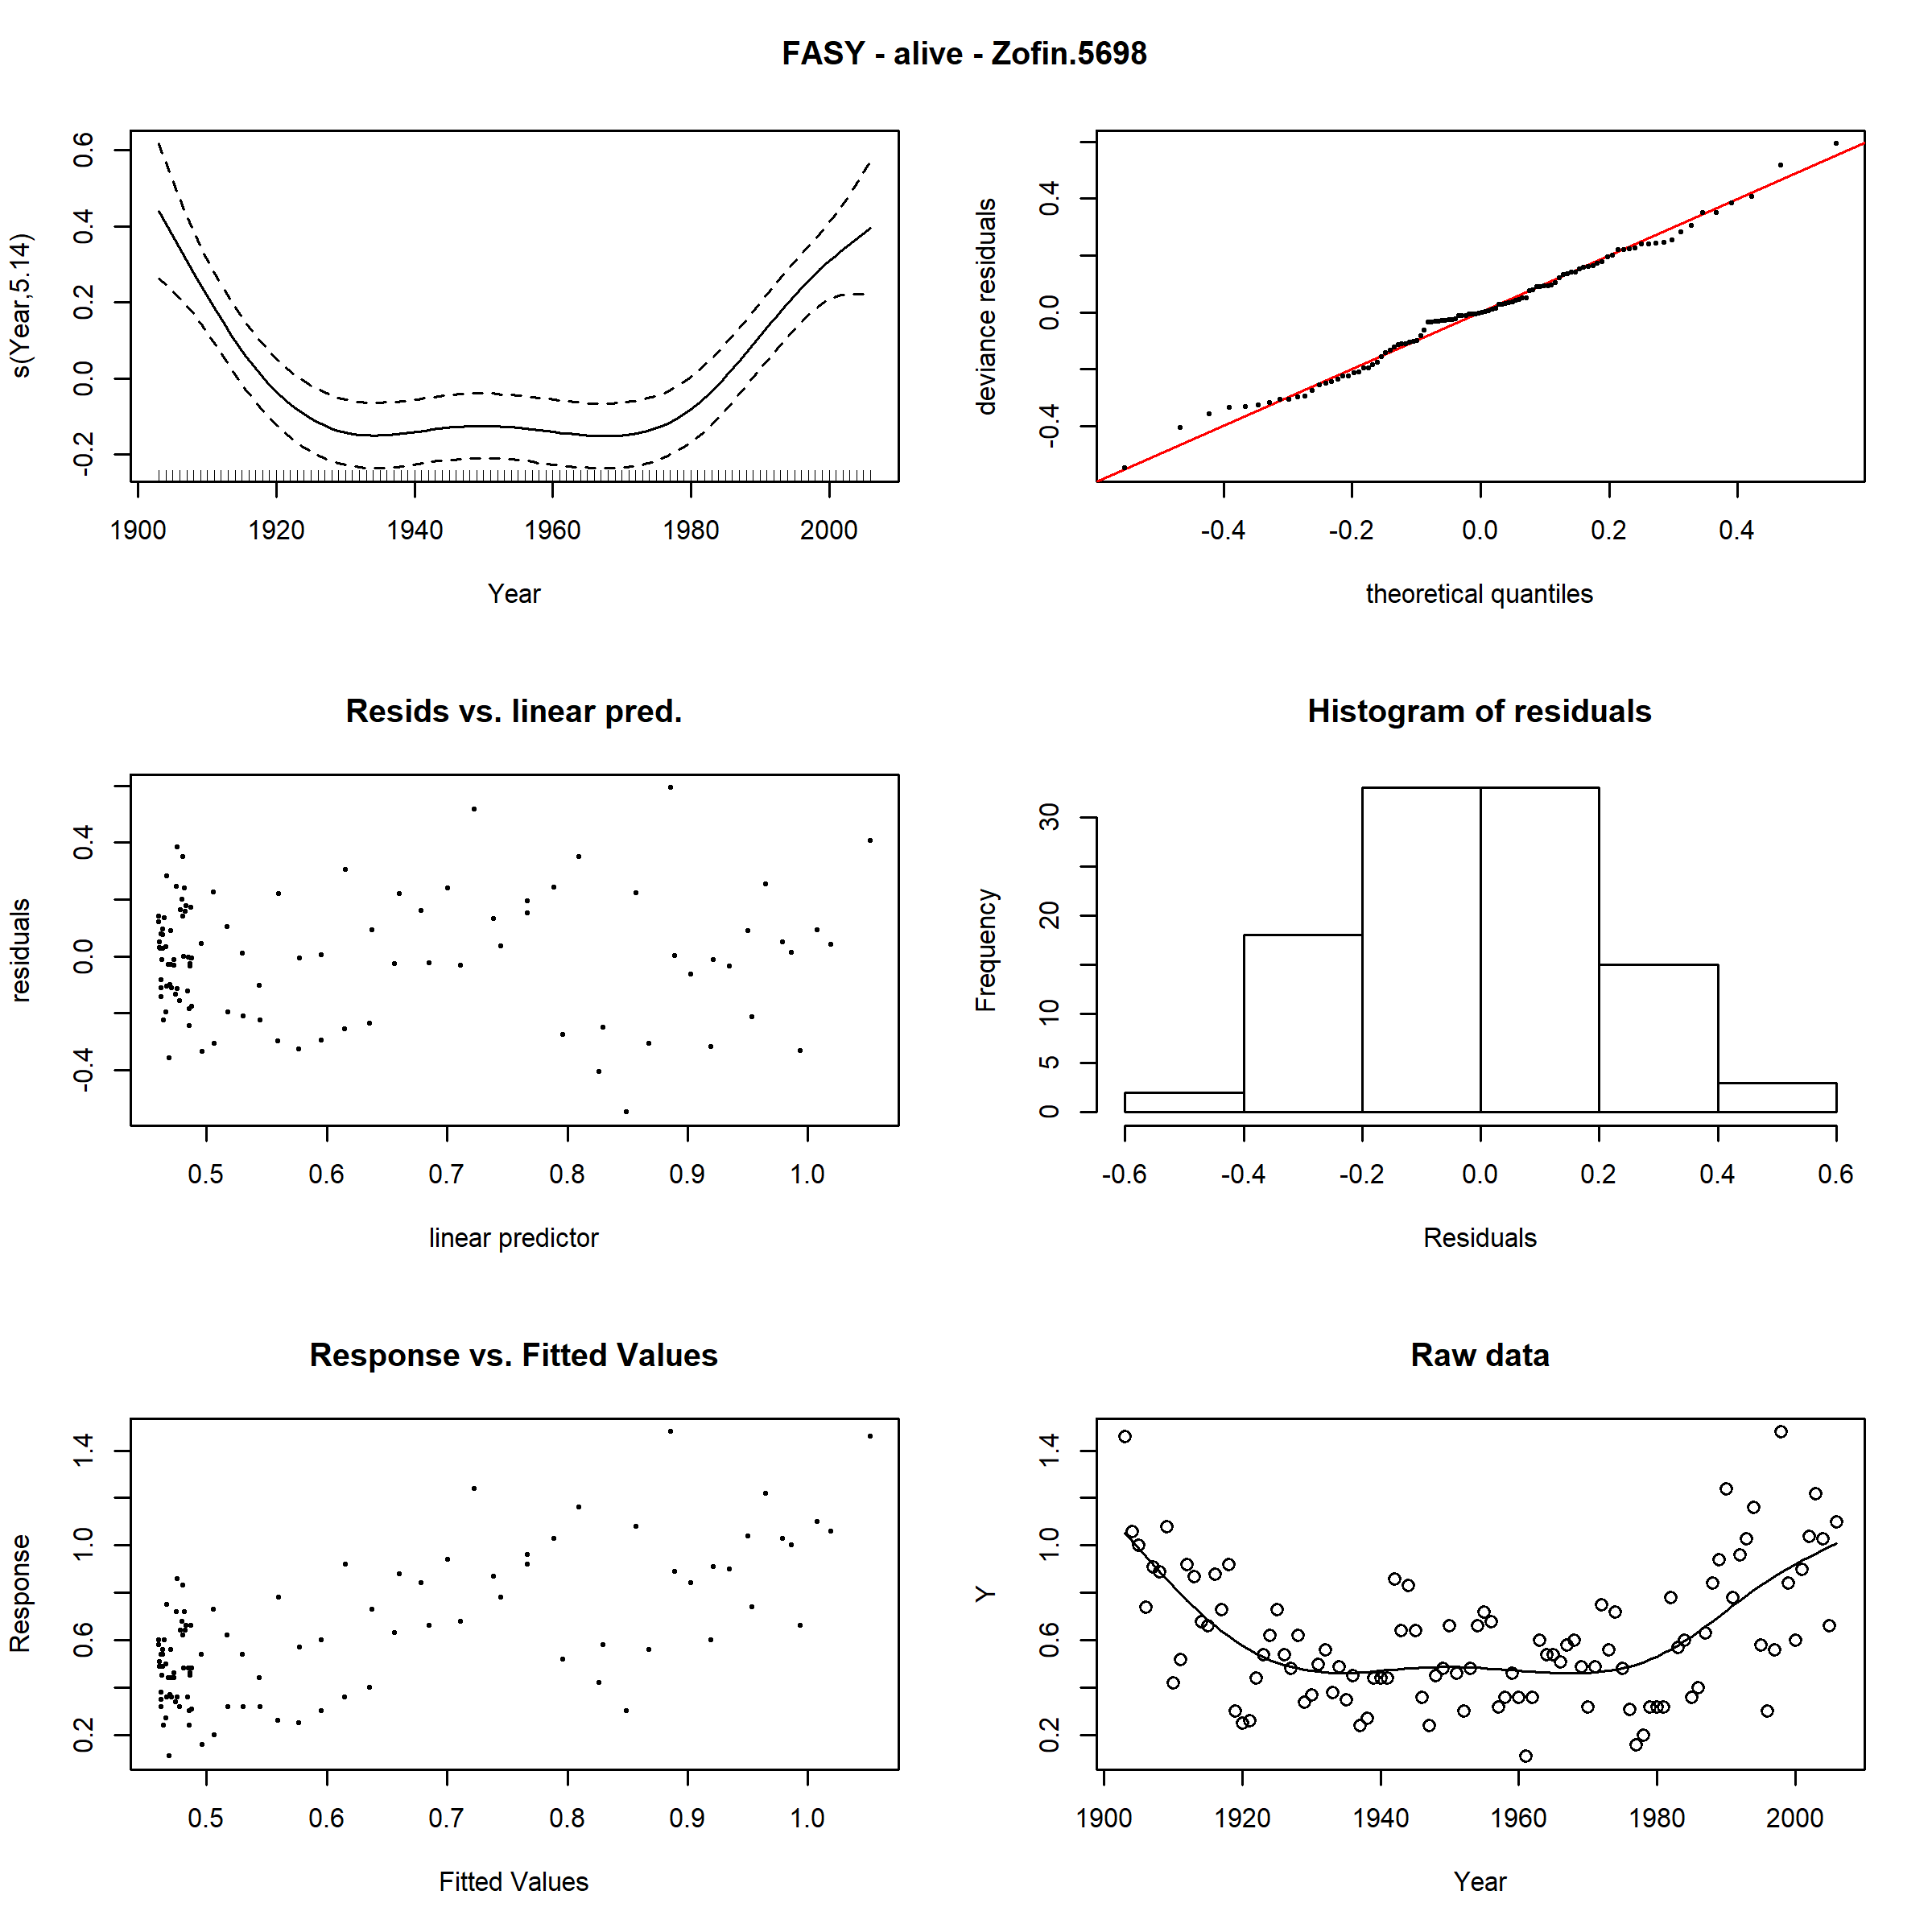 FASY - alive - Zofin.5698
s(Year,5.14)
-0.2 0.0 0.2 0.4 0.6
1900 1920 1940 1960 1980 2000
Year
deviance residuals
-0.4 0.0 0.4
-0.4 -0.2 0.0 0.2 0.4
theoretical quantiles
Resids vs. linear pred.
residuals
-0.4 0.0 0.4
0.5 0.6 0.7 0.8 0.9 1.0
linear predictor
Histogram of residuals
Frequency
0 5 10 20 30
-0.6 -0.4 -0.2 0.0 0.2 0.4 0.6
Residuals
Response vs. Fitted Values
Response
0.2 0.6 1.0 1.4
0.5 0.6 0.7 0.8 0.9 1.0
Fitted Values
Raw data
Y
0.2 0.6 1.0 1.4
1900 1920 1940 1960 1980 2000
Year